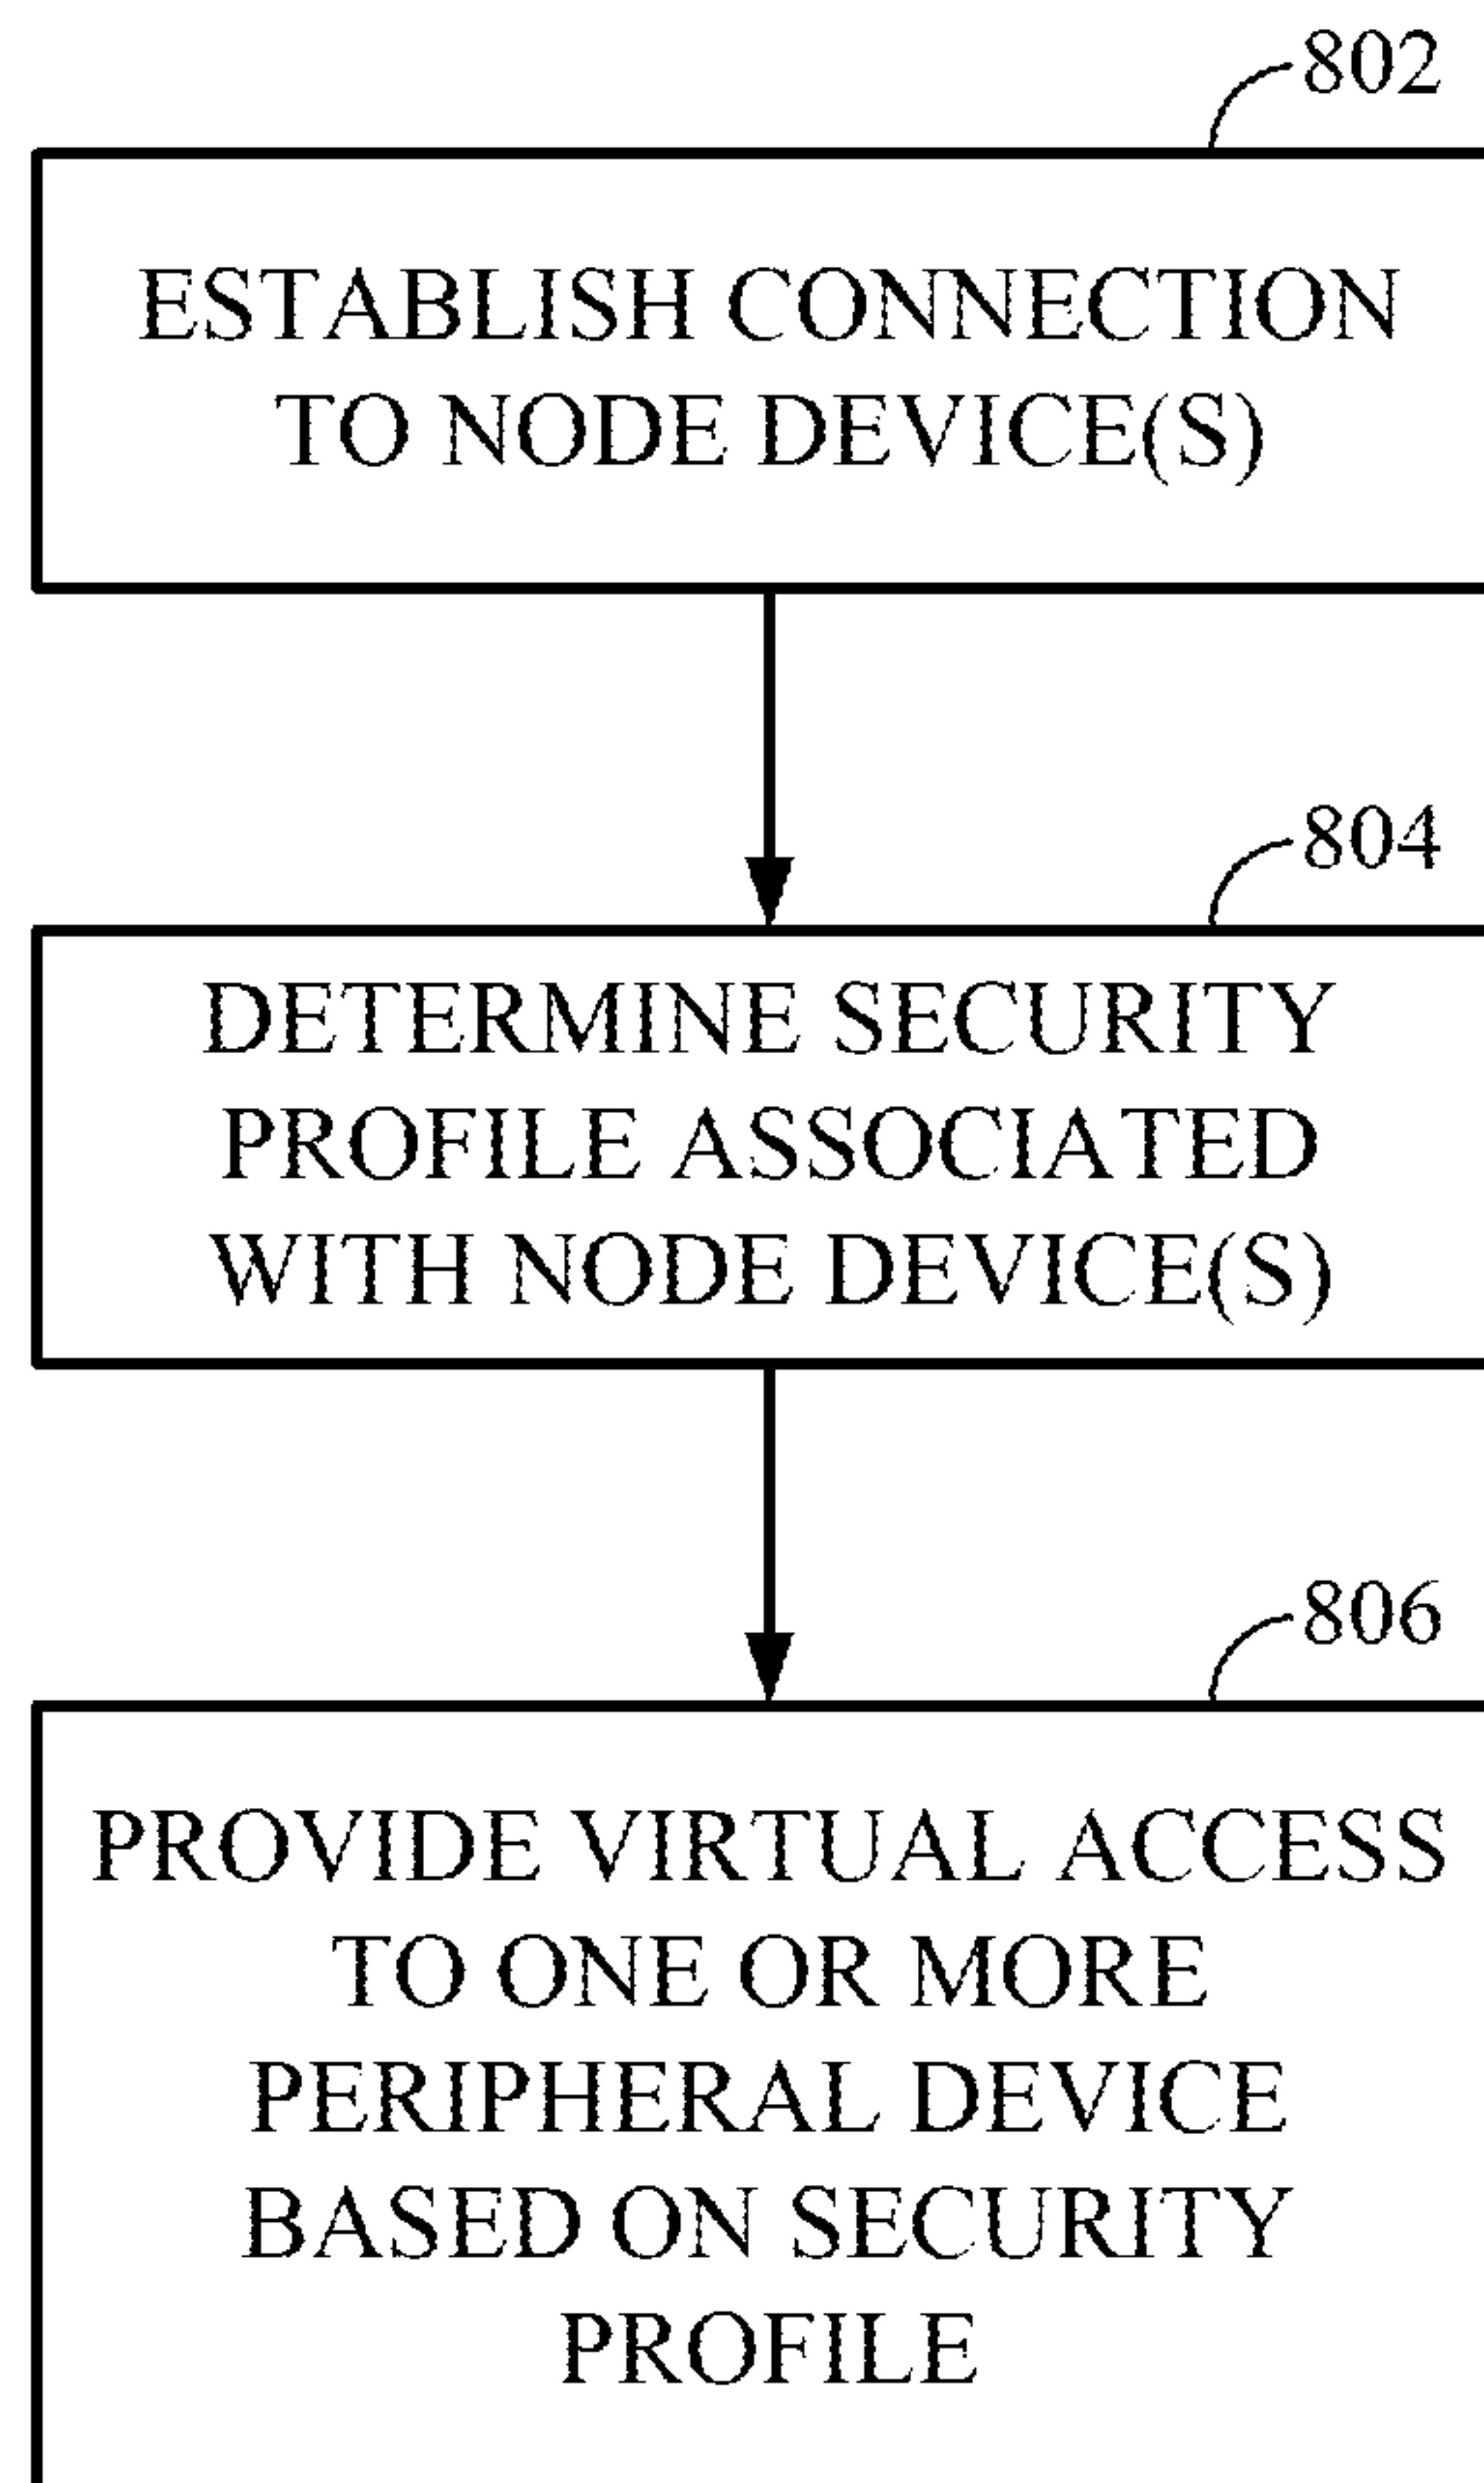 802
ESTABLISH CONNECTION
TO NODE DEVICE(S)
804
DETERMINE SECURITY
PROFILE ASSOCIATED
WITH NODE DEVICE(S)
806
PROVIDE VIRTUAL ACCESS
TO ONE OR MORE
PERIPHERAL DEVICE
BASED ON SECURITY
PROFILE